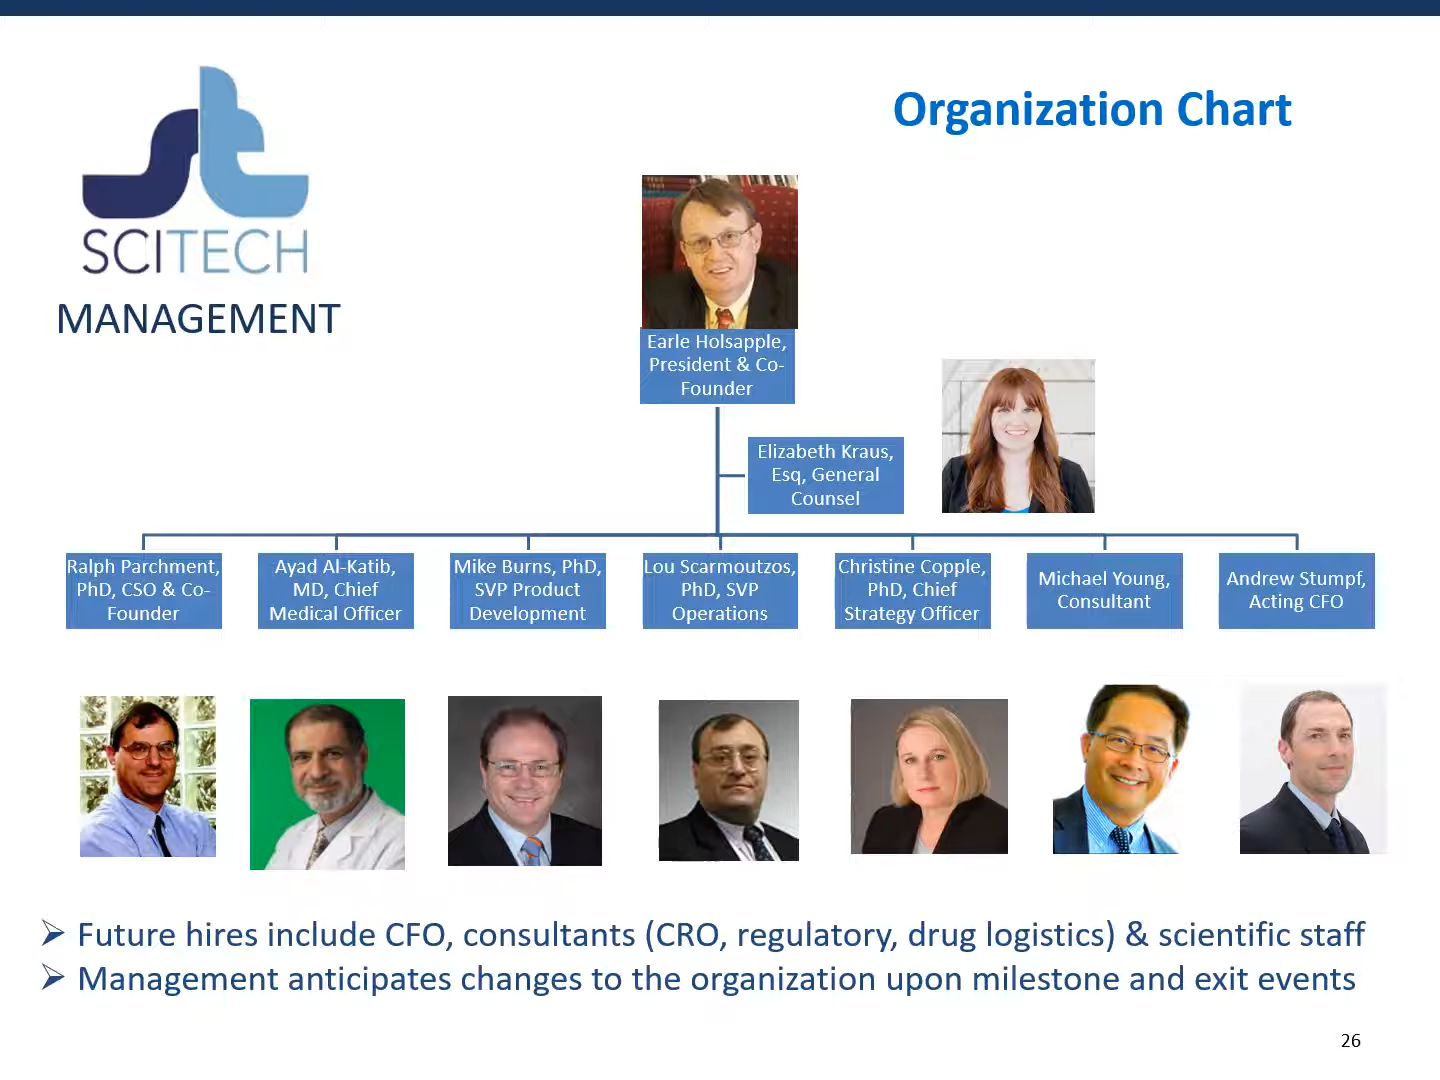 Organization Chart
SCITECH
MANAGEMENT
Earle Holsapple,
President & Co-
Founder
Elizabeth Kraus,
Esq, General
Counsel
Ralph Parchment,
PhD, CSO & Co-
Founder
Ayad Al-Katib,
MD, Chief
Medical Officer
Mike Burns, PhD,
SVP Product
Development
Lou Scarmoutzos,
PhD, SVP
Operations
Christine Copple,
PhD, Chief
Strategy Officer
Michael Young,
Consultant
Andrew Stumpf,
Acting CFO
➢ Future hires include CFO, consultants (CRO, regulatory, drug logistics) & scientific staff
➢ Management anticipates changes to the organization upon milestone and exit events
26